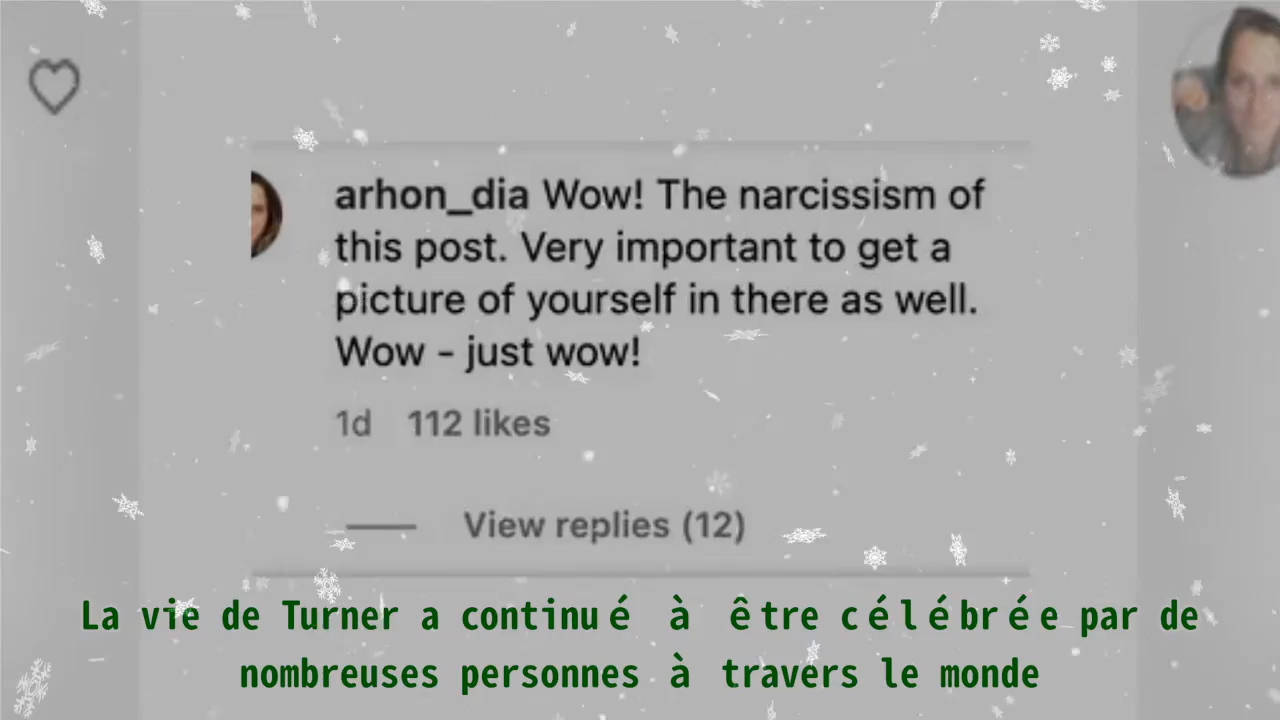 arhon_dia Wow! The narcissism of
this post. Very important to get a
picture of yourself in there as well.
Wow - just wow!
1d 112 likes
View replies (12)
La vie de Turner a continué à être célébrée par de
nombreuses personnes à travers le monde